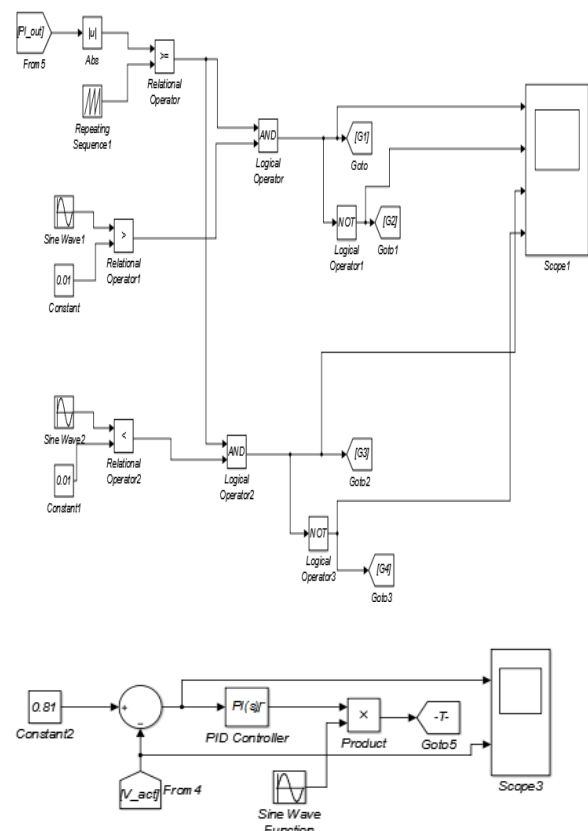 [PI_out]
From5
|u|
Abs
>=
Relational
Operator
Repeating
Sequence1
AND
Logical
Operator
[G1]
Goto
NOT
Logical
Operator1
[G2]
Goto1
Scope1
Sine Wave1
>
Relational
Operator1
0.01
Constant
Sine Wave2
<
Relational
Operator2
0.01
Constant1
AND
Logical
Operator2
[G3]
Goto2
NOT
Logical
Operator3
[G4]
Goto3
0.81
Constant2
+
−
PI(s)
PID Controller
×
Product
-T-
Goto5
[V_act]
From4
Sine Wave
Function
Scope3